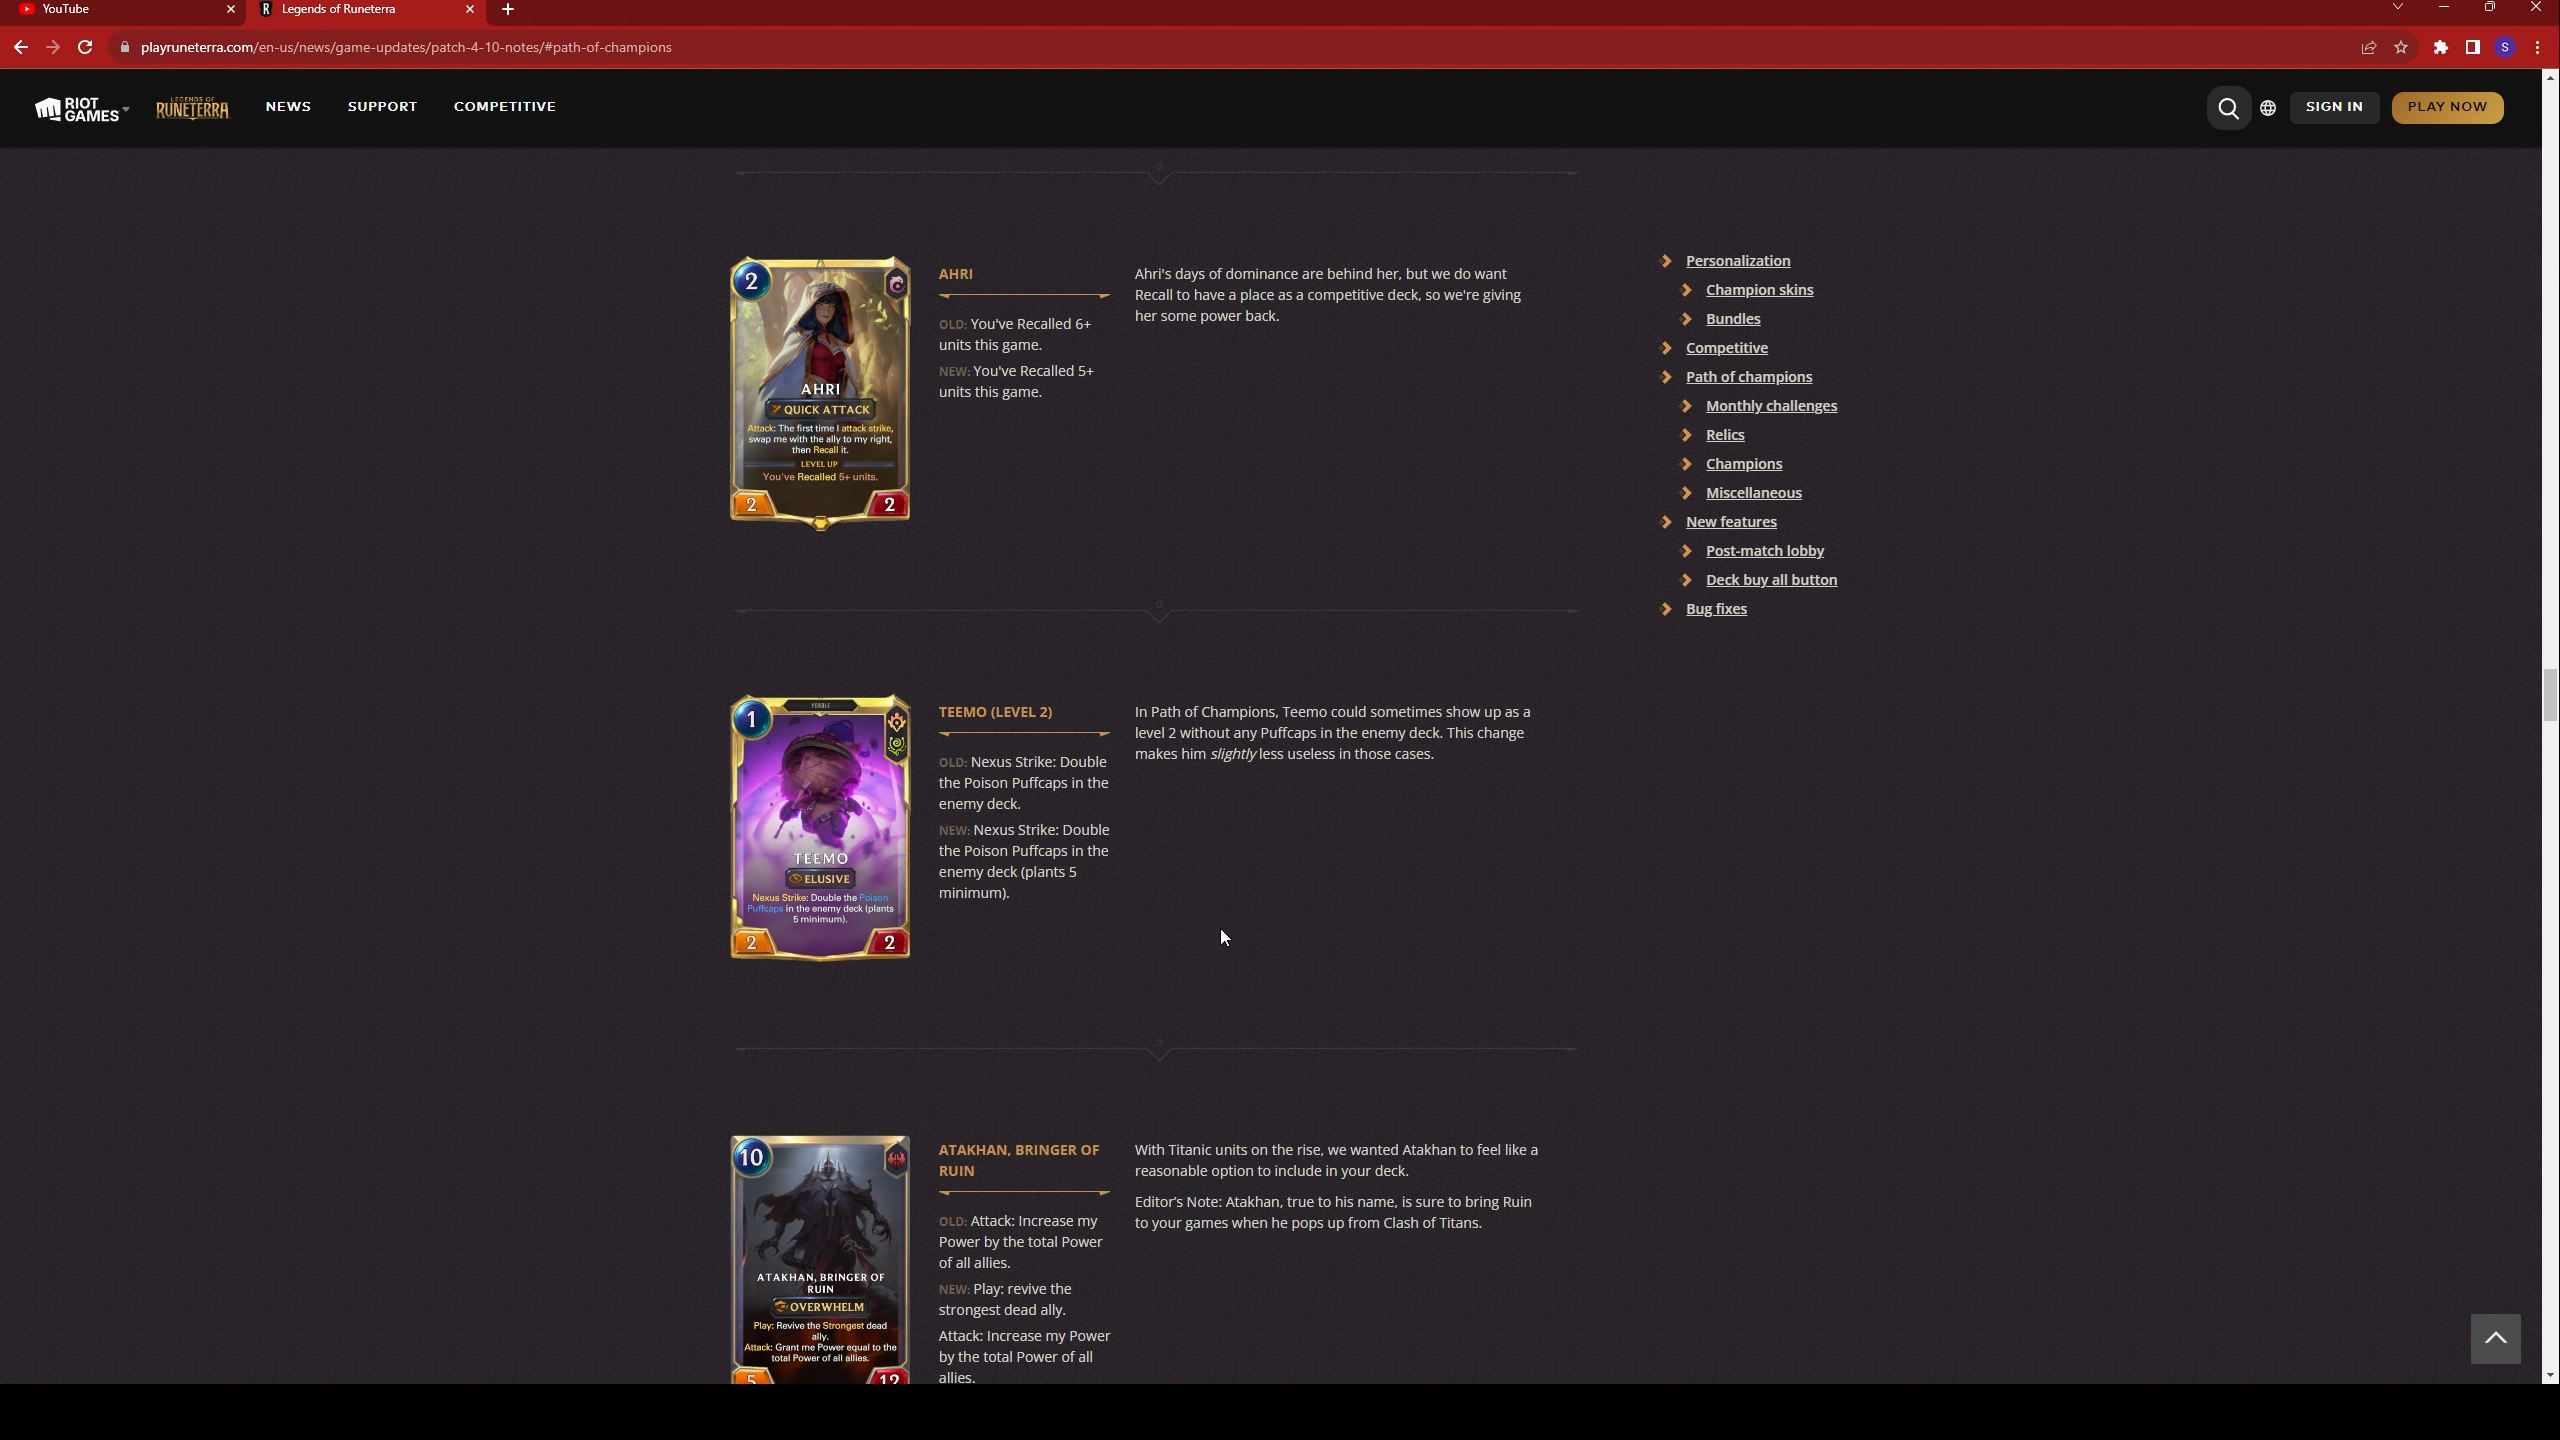 YouTube
Legends of Runeterra
playruneterra.com/en-us/news/game-updates/patch-4-10-notes/#path-of-champions
S
RIOT
GAMES
LEGENDS OF
RUNETERRA
NEWS
SUPPORT
COMPETITIVE
SIGN IN
PLAY NOW
2
AHRI
QUICK ATTACK
Attack: The first time I attack strike,
swap me with the ally to my right,
then Recall it.
LEVEL UP
You've Recalled 5+ units.
2
2
AHRI
OLD: You've Recalled 6+
units this game.
NEW: You've Recalled 5+
units this game.
Ahri's days of dominance are behind her, but we do want
Recall to have a place as a competitive deck, so we're giving
her some power back.
Personalization
Champion skins
Bundles
Competitive
Path of champions
Monthly challenges
Relics
Champions
Miscellaneous
New features
Post-match lobby
Deck buy all button
Bug fixes
YORDLE
1
TEEMO
ELUSIVE
Nexus Strike: Double the Poison
Puffcaps in the enemy deck (plants
5 minimum).
2
2
TEEMO (LEVEL 2)
OLD: Nexus Strike: Double
the Poison Puffcaps in the
enemy deck.
NEW: Nexus Strike: Double
the Poison Puffcaps in the
enemy deck (plants 5
minimum).
In Path of Champions, Teemo could sometimes show up as a
level 2 without any Puffcaps in the enemy deck. This change
makes him slightly less useless in those cases.
10
ATAKHAN, BRINGER OF
RUIN
OVERWHELM
Play: Revive the Strongest dead
ally.
Attack: Grant me Power equal to the
total Power of all allies.
5
12
ATAKHAN, BRINGER OF
RUIN
OLD: Attack: Increase my
Power by the total Power
of all allies.
NEW: Play: revive the
strongest dead ally.
Attack: Increase my Power
by the total Power of all
allies.
With Titanic units on the rise, we wanted Atakhan to feel like a
reasonable option to include in your deck.
Editor's Note: Atakhan, true to his name, is sure to bring Ruin
to your games when he pops up from Clash of Titans.